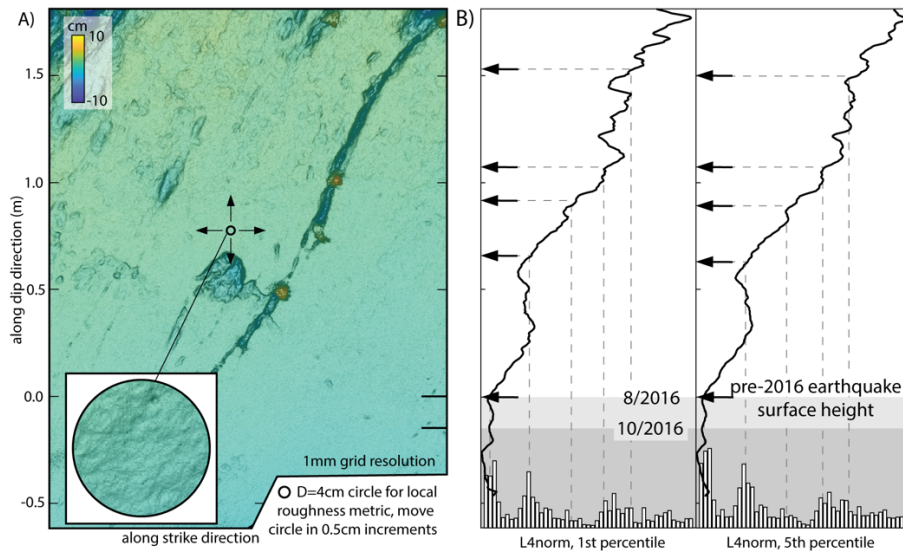 A)
cm
10
-10
1.5
1.0
0.5
0.0
-0.5
along dip direction (m)
along strike direction
1mm grid resolution
D=4cm circle for local
roughness metric, move
circle in 0.5cm increments
B)
8/2016
10/2016
pre-2016 earthquake
surface height
L4norm, 1st percentile
L4norm, 5th percentile